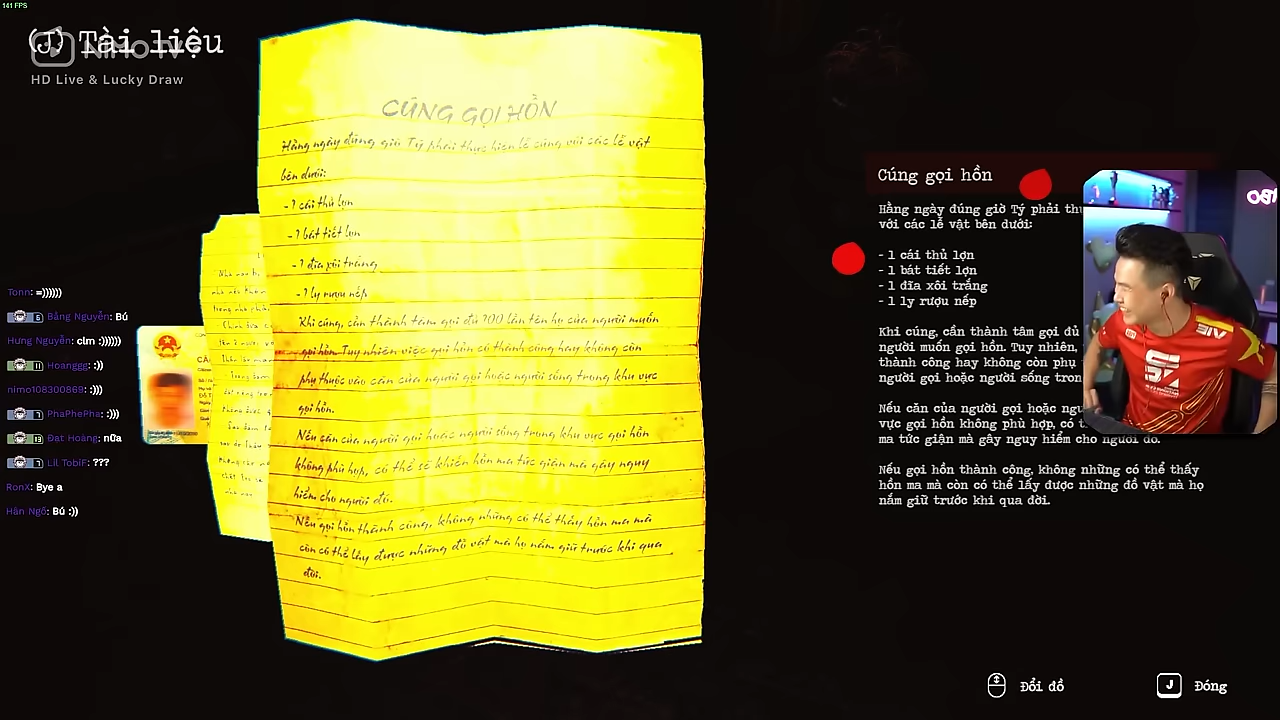 141 FPS
(J) Tài liệu
NimoTV
HD Live & Lucky Draw
CÚNG GỌI HỒN
Hằng ngày đúng giờ Tý phải thực hiện lễ cúng với các lễ vật
bên dưới:
- 1 cái thủ lợn
- 1 bát tiết lợn
- 1 đĩa xôi trắng
- 1 ly rượu nếp
Khi cúng, cần thành tâm gọi đủ 100 lần tên họ của người muốn
gọi hồn. Tuy nhiên việc gọi hồn có thành công hay không còn
phụ thuộc vào căn của người gọi hoặc người sống trong khu vực
gọi hồn.
Nếu căn của người gọi hoặc người sống trong khu vực gọi hồn
không phù hợp, có thể sẽ khiến hồn ma tức giận mà gây nguy
hiểm cho người đó.
Nếu gọi hồn thành công, không những có thể thấy hồn ma mà
còn có thể lấy được những đồ vật mà họ nắm giữ trước khi qua
đời.
Tonn: =))))))
6 Bảng Nguyễn: Bú
Hưng Nguyễn: clm :))))))
11 Hoanggg: :))
nimo108300869: :)))
7 PhaPhePha: :)))
13 Đạt Hoàng: nữa
7 Lil TobiF: ???
RonX: Bye a
Hân Ngô: Bú :))
Cúng gọi hồn
Hằng ngày đúng giờ Tý phải thự
với các lễ vật bên dưới:
- 1 cái thủ lợn
- 1 bát tiết lợn
- 1 đĩa xôi trắng
- 1 ly rượu nếp
Khi cúng, cần thành tâm gọi đủ
người muốn gọi hồn. Tuy nhiên,
thành công hay không còn phụ
người gọi hoặc người sống tron
Nếu căn của người gọi hoặc ngư
vực gọi hồn không phù hợp, có t
ma tức giận mà gây nguy hiểm cho người đó.
Nếu gọi hồn thành công, không những có thể thấy
hồn ma mà còn có thể lấy được những đồ vật mà họ
nắm giữ trước khi qua đời.
Đổi đồ
J Đóng